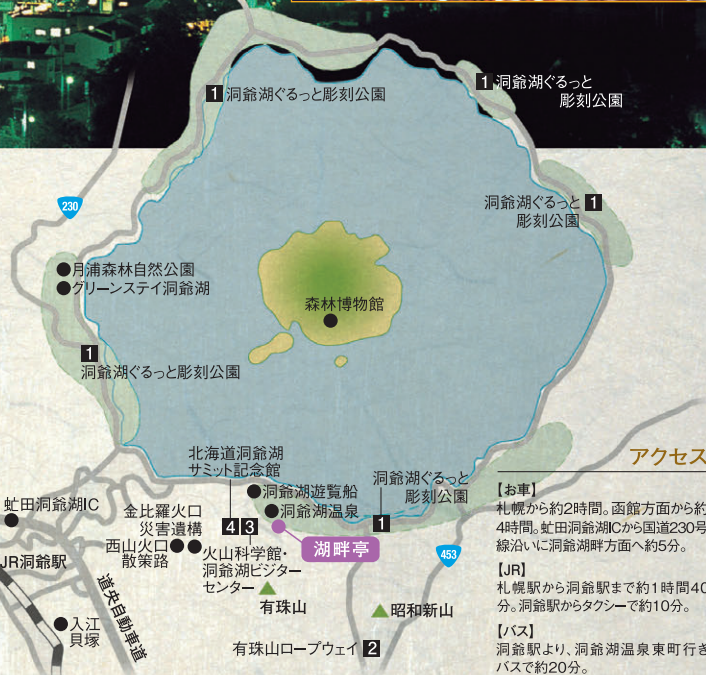 1 洞爺湖ぐるっと彫刻公園
1 洞爺湖ぐるっと
彫刻公園
洞爺湖ぐるっと 1
彫刻公園
230
月浦森林自然公園
グリーンステイ洞爺湖
森林博物館
1
洞爺湖ぐるっと彫刻公園
北海道洞爺湖
サミット記念館
洞爺湖ぐるっと
彫刻公園
1
洞爺湖遊覧船
洞爺湖温泉
4 3
湖畔亭
虻田洞爺湖IC
金比羅火口
災害遺構
西山火口
散策路
火山科学館・
洞爺湖ビジター
センター
453
JR洞爺駅
道央自動車道
有珠山
昭和新山
入江
貝塚
有珠山ロープウェイ 2
アクセス
【お車】
札幌から約2時間。函館方面から約
4時間。虻田洞爺湖ICから国道230号
線沿いに洞爺湖畔方面へ約5分。
【JR】
札幌駅から洞爺駅まで約1時間40
分。洞爺駅からタクシーで約10分。
【バス】
洞爺駅より、洞爺湖温泉東町行き
バスで約20分。